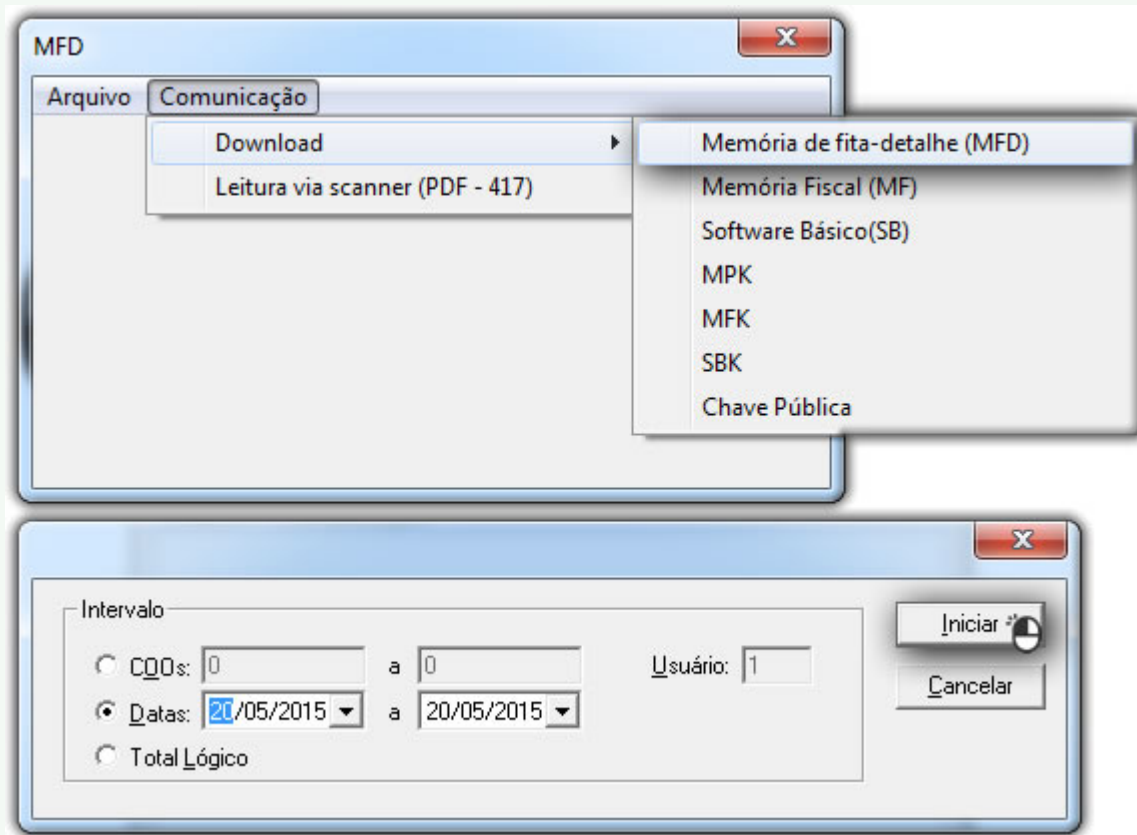 MFD
Arquivo Comunicação
Download
Leitura via scanner (PDF - 417)
Memória de fita-detalhe (MFD)
Memória Fiscal (MF)
Software Básico(SB)
MPK
MFK
SBK
Chave Pública
Intervalo
COOs: 0 a 0 Usuário: 1
Datas: 20/05/2015 a 20/05/2015
Total Lógico
Iniciar
Cancelar